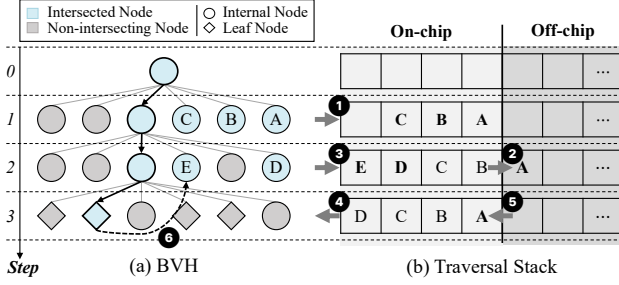 Intersected Node
Internal Node
Non-intersecting Node
Leaf Node
On-chip
Off-chip
0
...
1
C
B
A
1
C
B
A
...
2
E
D
3
E
D
C
B
2
A
...
3
4
D
C
B
A
5
...
6
Step
(a) BVH
(b) Traversal Stack